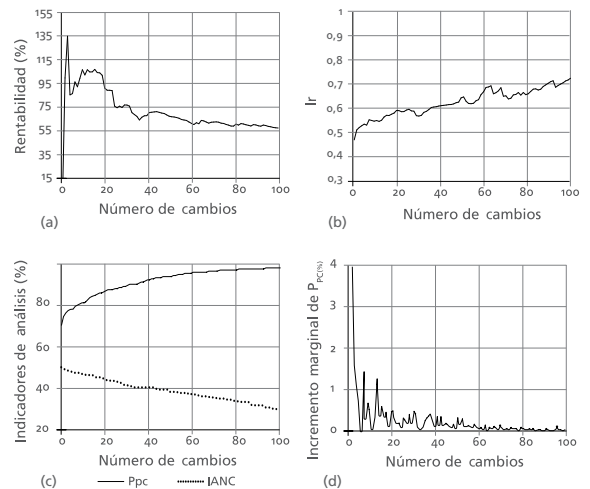 155
135
115
95
75
55
35
15
Rentabilidad (%)
0 20 40 60 80 100
Número de cambios
(a)
1
0,9
0,8
0,7
0,6
0,5
0,4
0,3
Ir
0 20 40 60 80 100
Número de cambios
(b)
80
60
40
20
Indicadores de análisis (%)
0 20 40 60 80 100
Número de cambios
(c)
Ppc IANC
4
3
2
1
0
Incremento marginal de P_PC(%)
0 20 40 60 80 100
Número de cambios
(d)